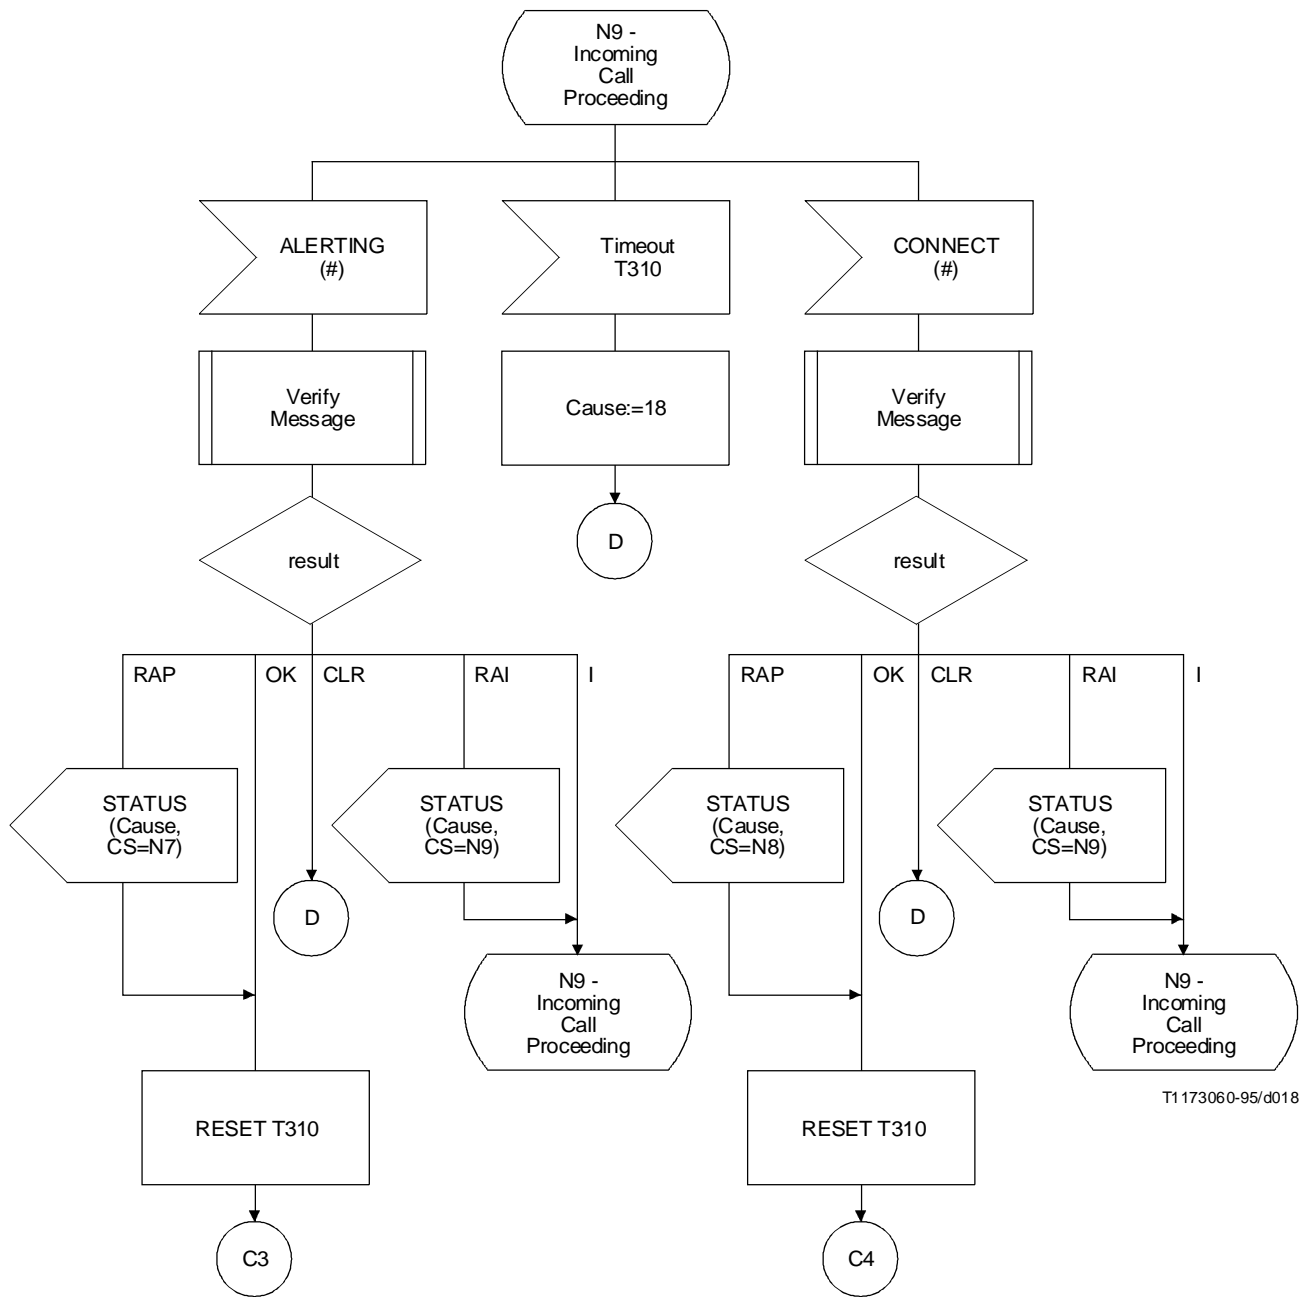 N9 -
Incoming
Call
Proceeding
ALERTING
(#)
Timeout
T310
CONNECT
(#)
Verify
Message
Cause:=18
Verify
Message
D
result
result
RAP
OK
CLR
RAI
I
RAP
OK
CLR
RAI
I
STATUS
(Cause,
CS=N7)
STATUS
(Cause,
CS=N9)
STATUS
(Cause,
CS=N8)
STATUS
(Cause,
CS=N9)
D
D
N9 -
Incoming
Call
Proceeding
N9 -
Incoming
Call
Proceeding
T1173060-95/d018
RESET T310
RESET T310
C3
C4